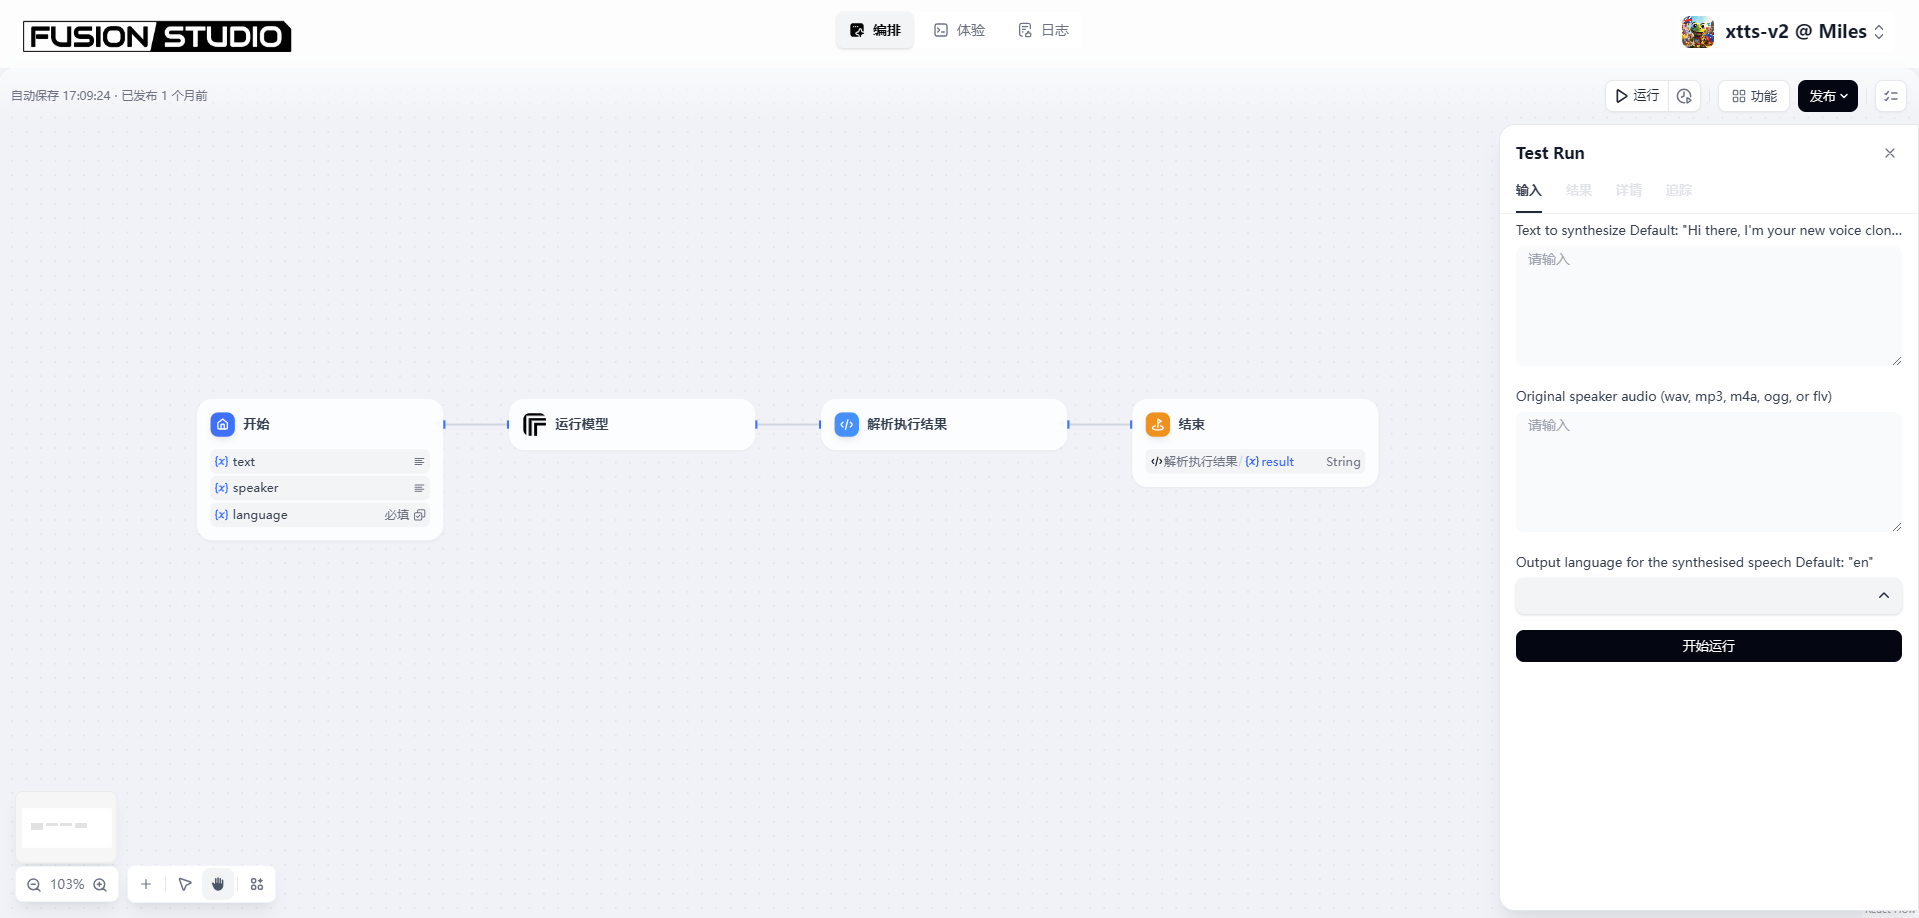 FUSION STUDIO
编排
体验
日志
xtts-v2 @ Miles
自动保存 17:09:24 · 已发布 1 个月前
运行
功能
发布
Test Run
输入
结果
详情
追踪
Text to synthesize Default: "Hi there, I'm your new voice clon...
请输入
Original speaker audio (wav, mp3, m4a, ogg, or flv)
请输入
Output language for the synthesised speech Default: "en"
开始运行
开始
{x} text
{x} speaker
{x} language 必填
运行模型
解析执行结果
结束
解析执行结果 / {x} result String
103%